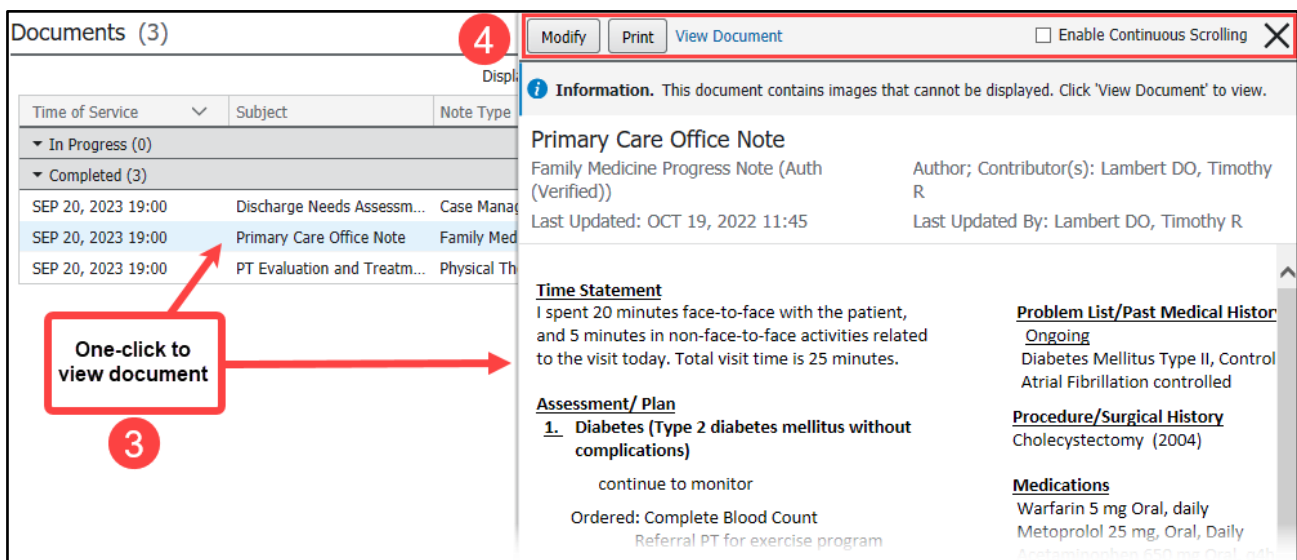 Documents (3)
Displ
Time of Service Subject Note Type
In Progress (0)
Completed (3)
SEP 20, 2023 19:00 Discharge Needs Assessm... Case Manag
SEP 20, 2023 19:00 Primary Care Office Note Family Med
SEP 20, 2023 19:00 PT Evaluation and Treatm... Physical Th
One-click to
view document
3
4
Modify Print View Document Enable Continuous Scrolling
Information. This document contains images that cannot be displayed. Click 'View Document' to view.
Primary Care Office Note
Family Medicine Progress Note (Auth
(Verified))
Author; Contributor(s): Lambert DO, Timothy
R
Last Updated: OCT 19, 2022 11:45
Last Updated By: Lambert DO, Timothy R
Time Statement
I spent 20 minutes face-to-face with the patient,
and 5 minutes in non-face-to-face activities related
to the visit today. Total visit time is 25 minutes.
Assessment/ Plan
1. Diabetes (Type 2 diabetes mellitus without
complications)
continue to monitor
Ordered: Complete Blood Count
Referral PT for exercise program
Problem List/Past Medical Histor
Ongoing
Diabetes Mellitus Type II, Control
Atrial Fibrillation controlled
Procedure/Surgical History
Cholecystectomy (2004)
Medications
Warfarin 5 mg Oral, daily
Metoprolol 25 mg, Oral, Daily
Acetaminophen 650 mg Oral, q4h